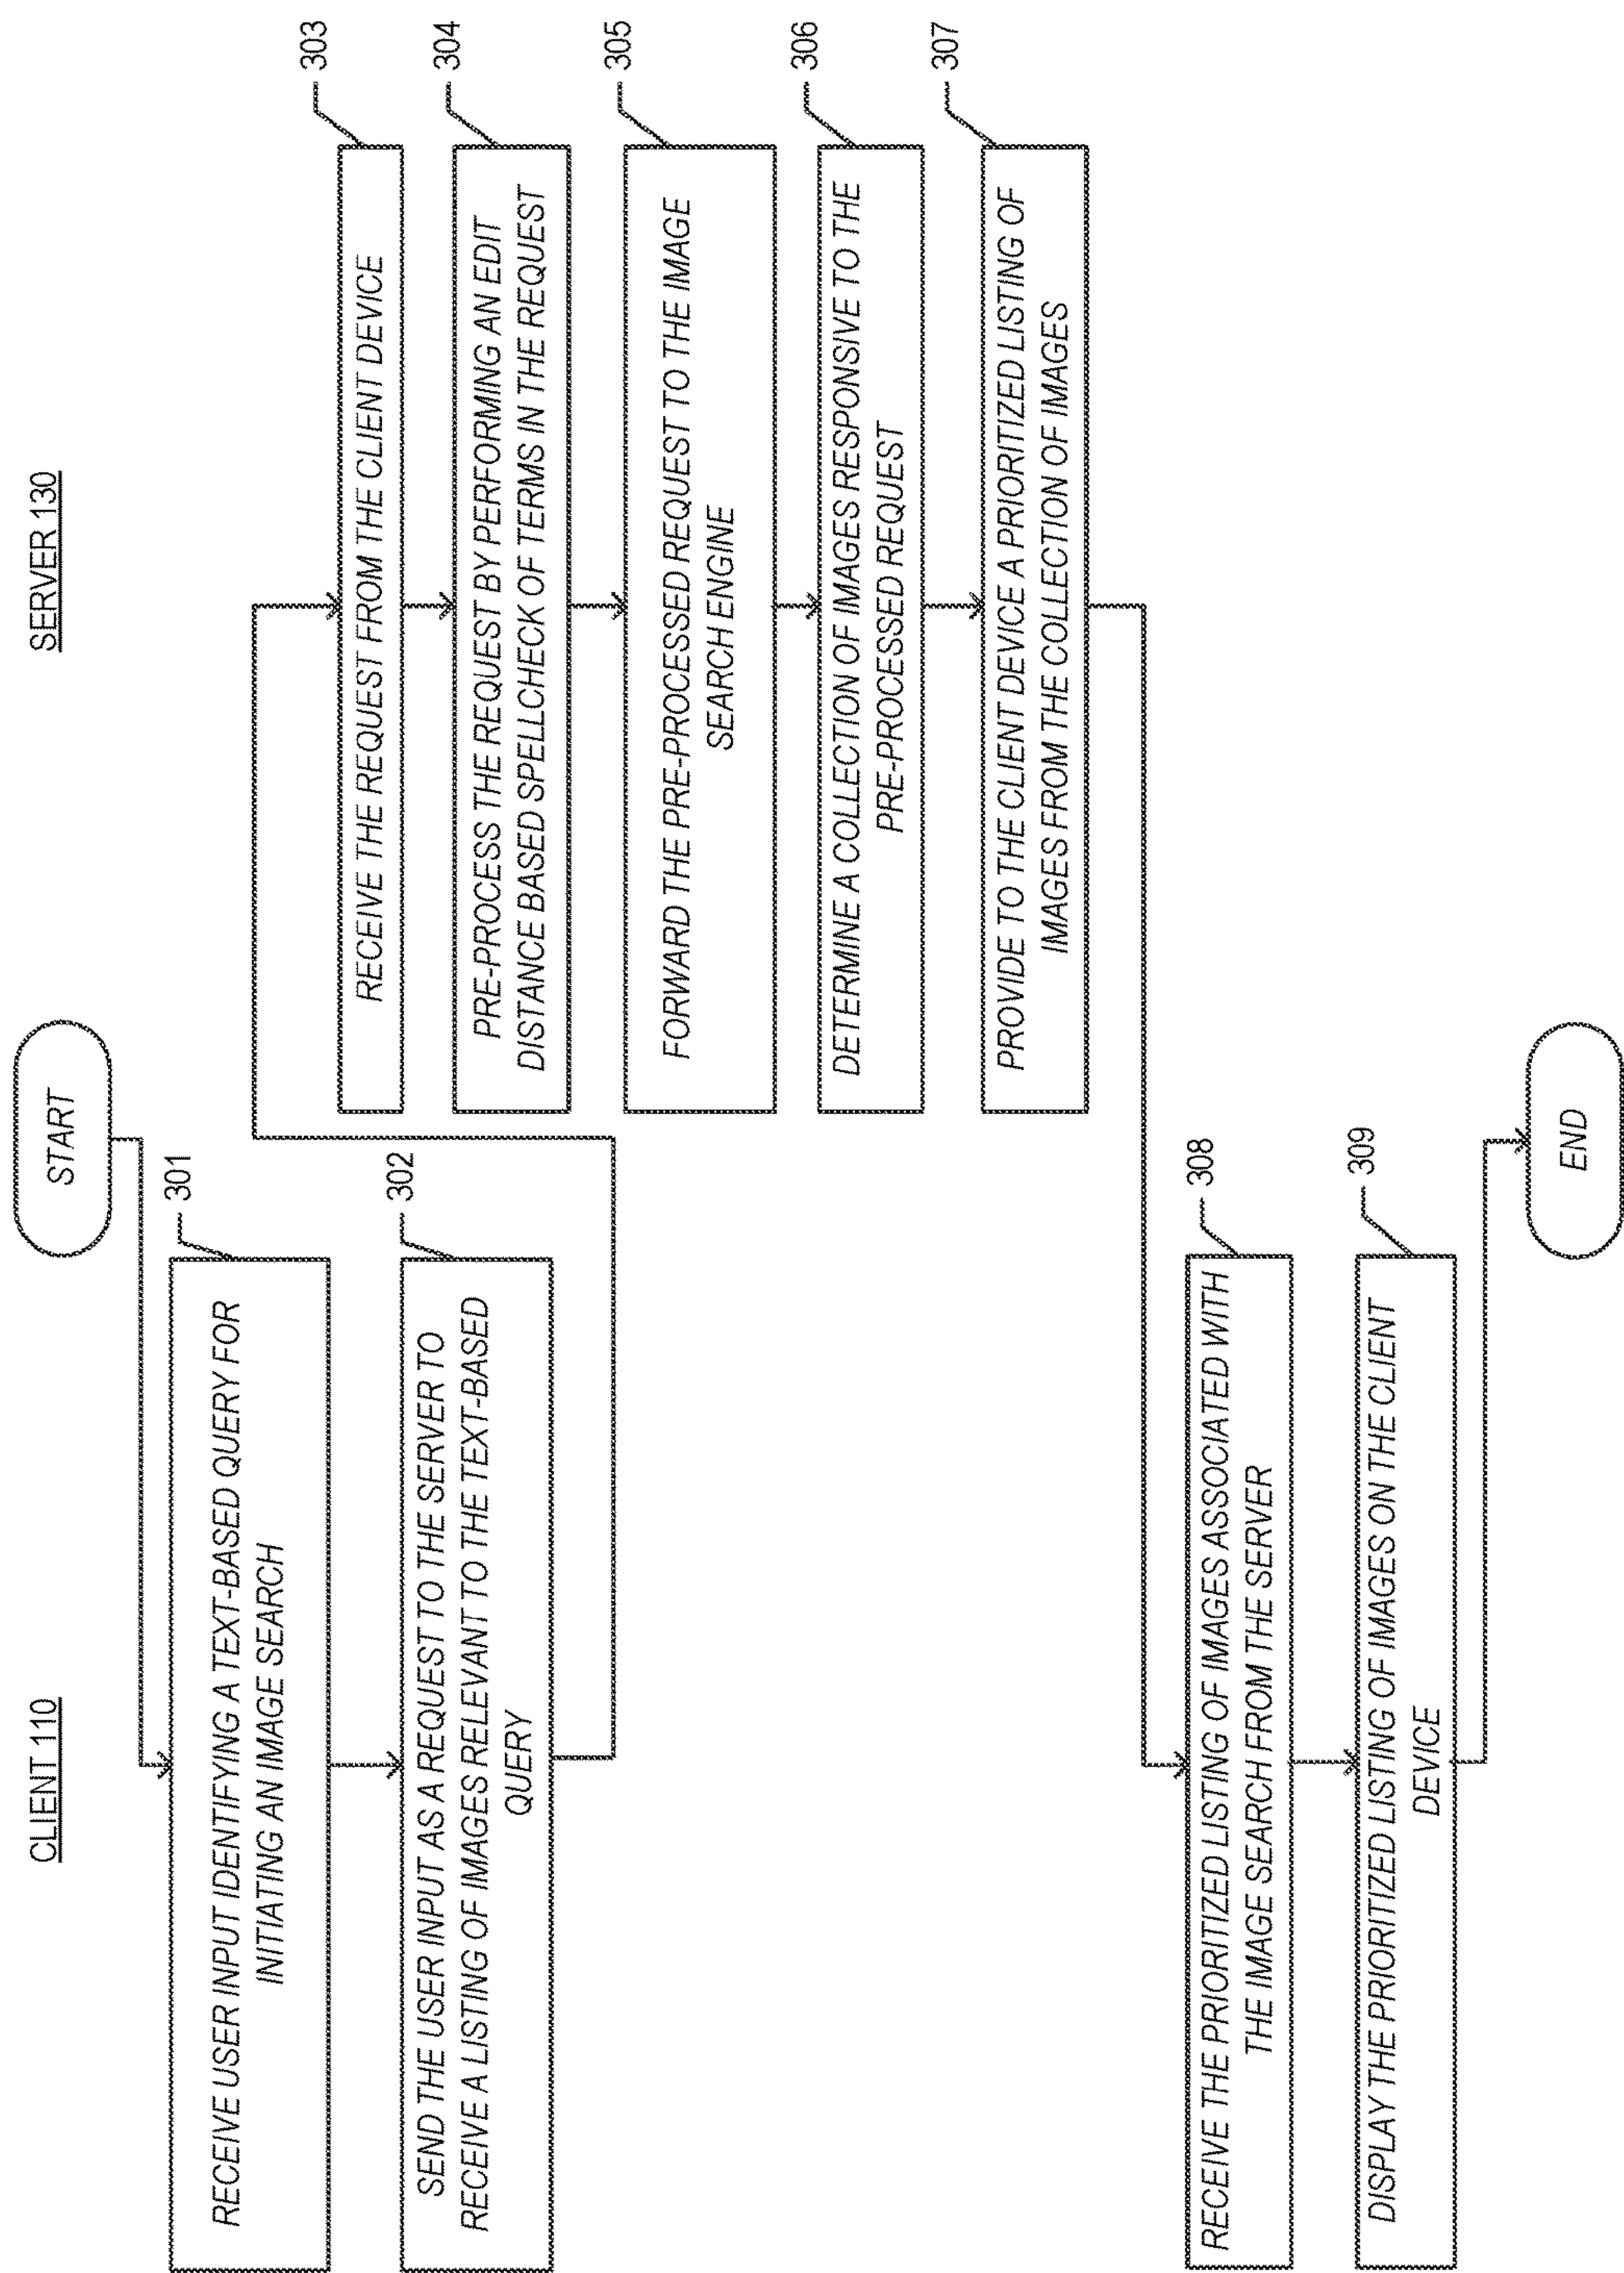 CLIENT 110
SERVER 130
START
301
RECEIVE USER INPUT IDENTIFYING A TEXT-BASED QUERY FOR
INITIATING AN IMAGE SEARCH
302
SEND THE USER INPUT AS A REQUEST TO THE SERVER TO
RECEIVE A LISTING OF IMAGES RELEVANT TO THE TEXT-BASED
QUERY
303
RECEIVE THE REQUEST FROM THE CLIENT DEVICE
304
PRE-PROCESS THE REQUEST BY PERFORMING AN EDIT
DISTANCE BASED SPELLCHECK OF TERMS IN THE REQUEST
305
FORWARD THE PRE-PROCESSED REQUEST TO THE IMAGE
SEARCH ENGINE
306
DETERMINE A COLLECTION OF IMAGES RESPONSIVE TO THE
PRE-PROCESSED REQUEST
307
PROVIDE TO THE CLIENT DEVICE A PRIORITIZED LISTING OF
IMAGES FROM THE COLLECTION OF IMAGES
308
RECEIVE THE PRIORITIZED LISTING OF IMAGES ASSOCIATED WITH
THE IMAGE SEARCH FROM THE SERVER
309
DISPLAY THE PRIORITIZED LISTING OF IMAGES ON THE CLIENT
DEVICE
END